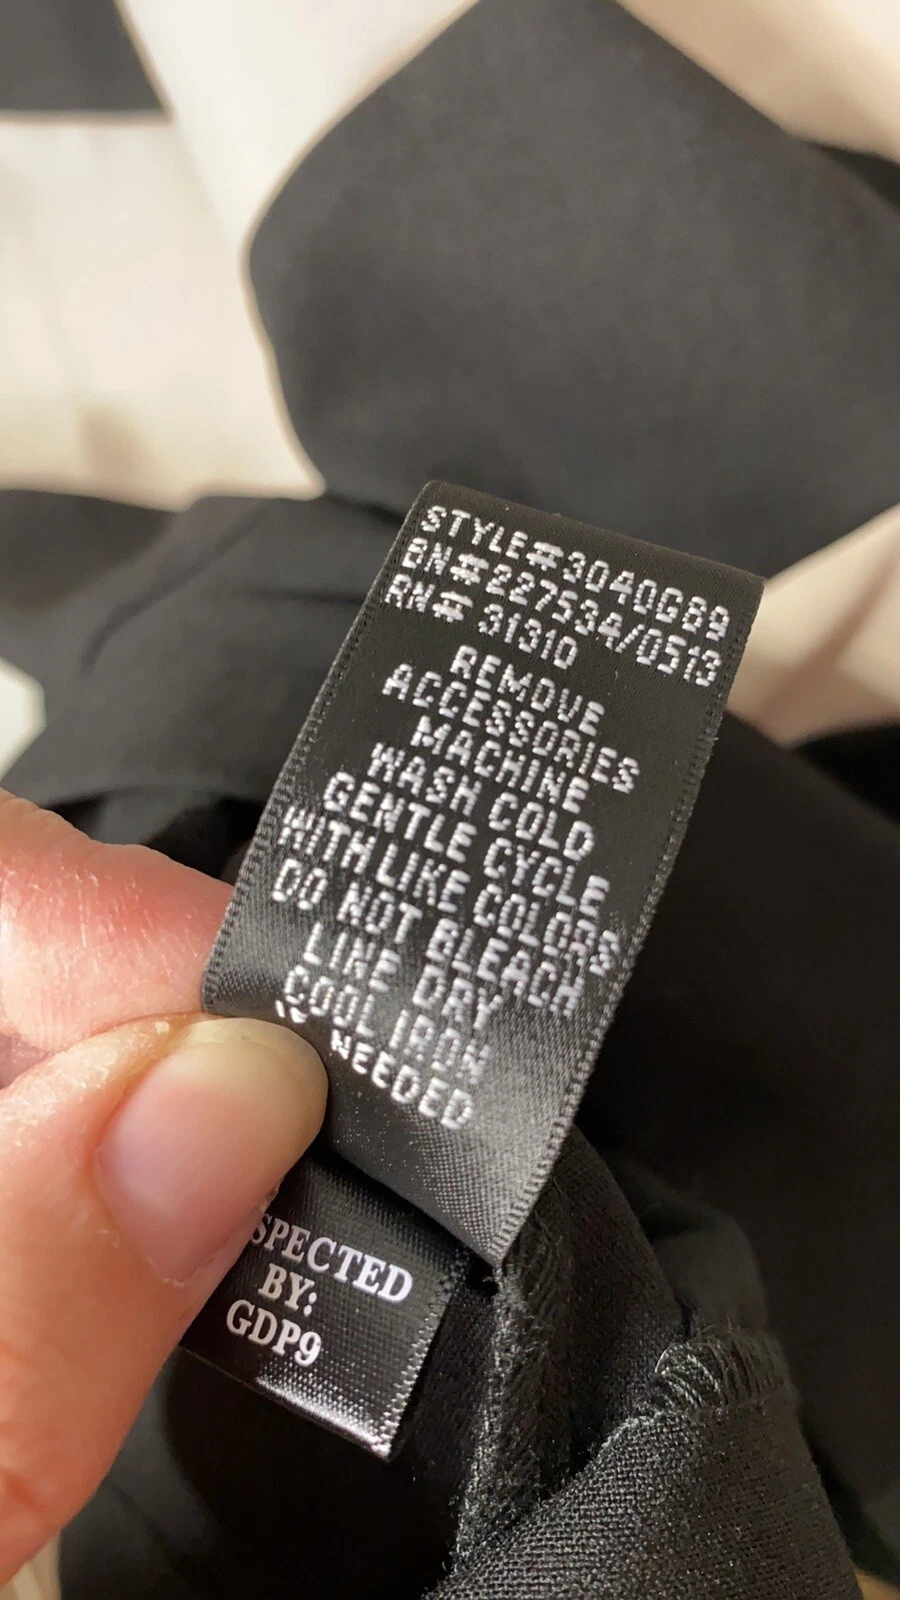 STYLE#3040G89
BN#227534/0513
RN# 31310
REMOVE
ACCESSORIES
MACHINE
WASH COLD
GENTLE CYCLE
WITH LIKE COLORS
DO NOT BLEACH
LINE DRY
COOL IRON
NEEDED
SPECTED
BY:
GDP9